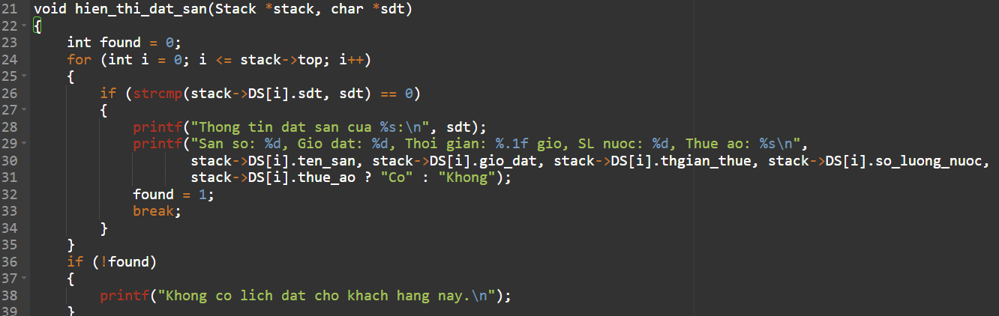 21 void hien_thi_dat_san(Stack *stack, char *sdt)
22 {
23     int found = 0;
24     for (int i = 0; i <= stack->top; i++)
25     {
26         if (strcmp(stack->DS[i].sdt, sdt) == 0)
27         {
28             printf("Thong tin dat san cua %s:\n", sdt);
29             printf("San so: %d, Gio dat: %d, Thoi gian: %.1f gio, SL nuoc: %d, Thue ao: %s\n",
30                    stack->DS[i].ten_san, stack->DS[i].gio_dat, stack->DS[i].thgian_thue, stack->DS[i].so_luong_nuoc,
31                    stack->DS[i].thue_ao ? "Co" : "Khong");
32             found = 1;
33             break;
34         }
35     }
36     if (!found)
37     {
38         printf("Khong co lich dat cho khach hang nay.\n");
39     }